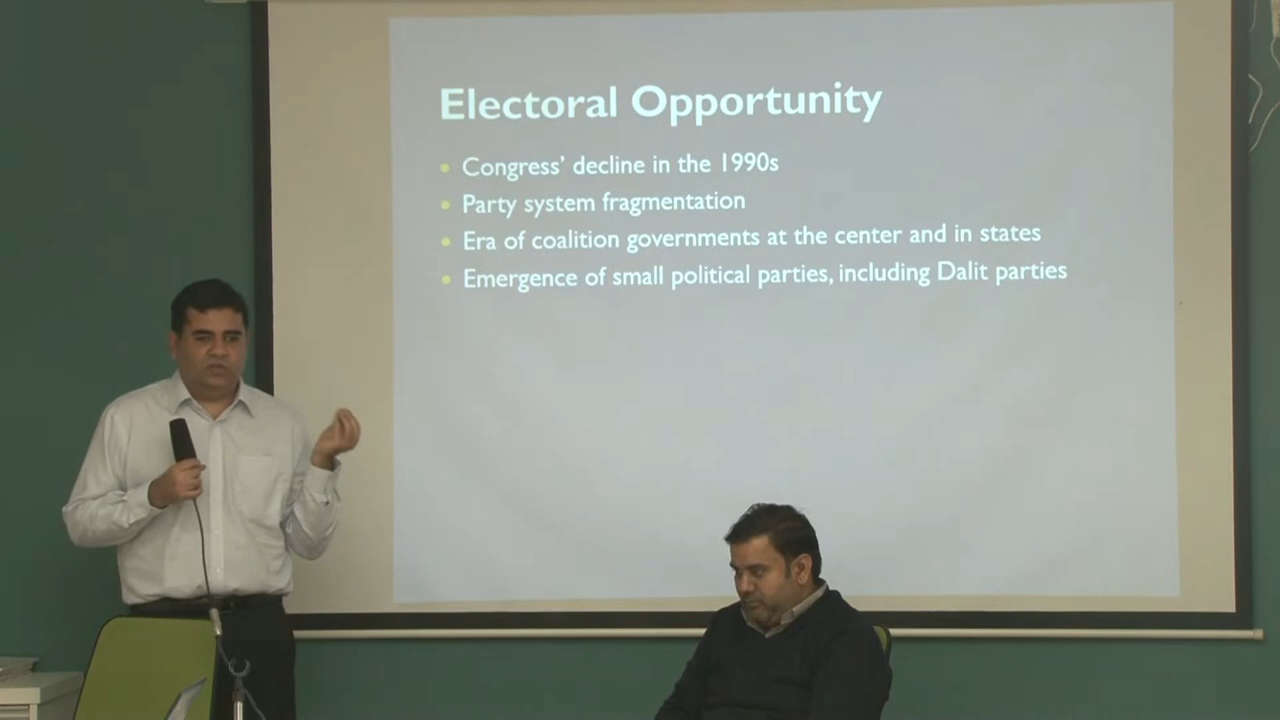 Electoral Opportunity
Congress’ decline in the 1990s
Party system fragmentation
Era of coalition governments at the center and in states
Emergence of small political parties, including Dalit parties